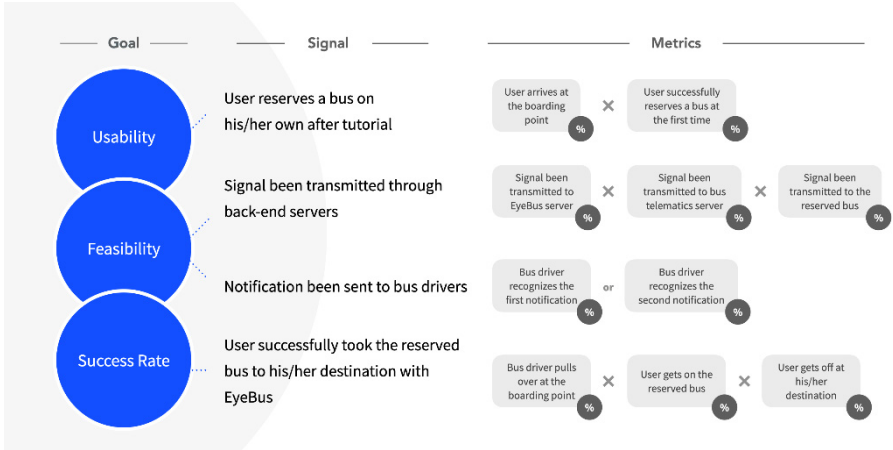 Goal
Signal
Metrics
Usability
User reserves a bus on
his/her own after tutorial
User arrives at
the boarding
point
%
×
User successfully
reserves a bus at
the first time
%
Feasibility
Signal been transmitted through
back-end servers
Signal been
transmitted to
EyeBus server
%
×
Signal been
transmitted to bus
telematics server
%
×
Signal been
transmitted to the
reserved bus
%
Notification been sent to bus drivers
Bus driver
recognizes the
first notification
%
or
Bus driver
recognizes the
second notification
%
Success Rate
User successfully took the reserved
bus to his/her destination with
EyeBus
Bus driver pulls
over at the
boarding point
%
×
User gets on the
reserved bus
%
×
User gets off at
his/her
destination
%